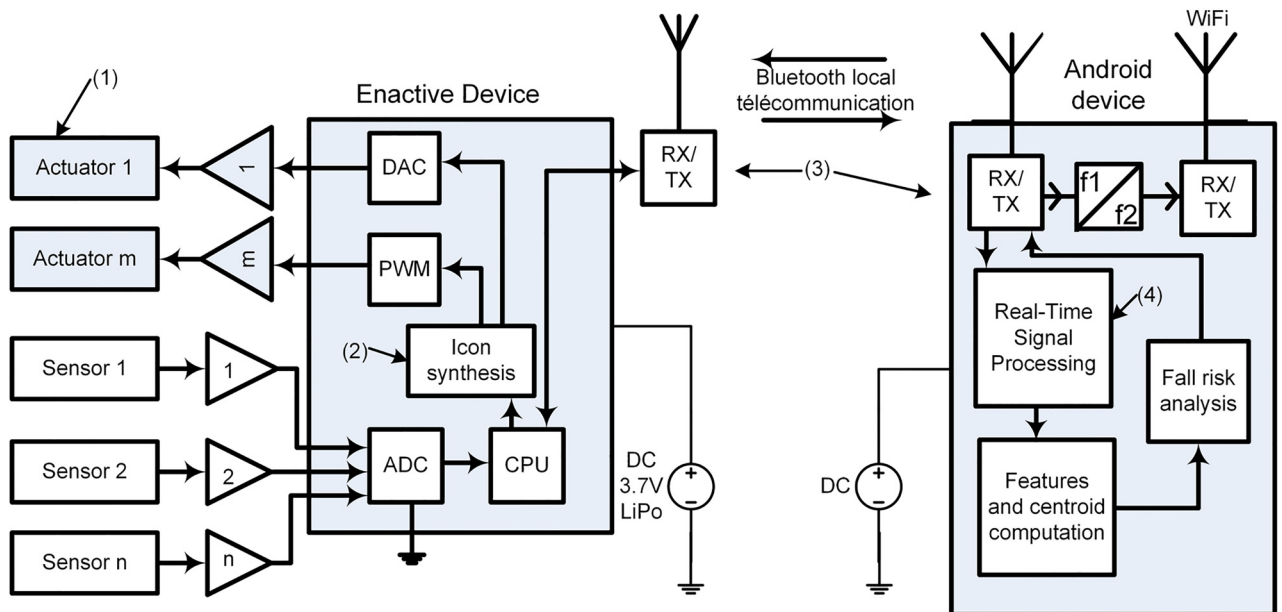 WiFi
(1)
Bluetooth local
télécommunication
Android
device
Enactive Device
Actuator 1
1
DAC
RX/
TX
(3)
RX/
TX
f1
f2
RX/
TX
Actuator m
m
PWM
(4)
Real-Time
Signal
Processing
(2)
Icon
synthesis
Sensor 1
1
Fall risk
analysis
Sensor 2
2
ADC
CPU
DC
3.7V
LiPo
+
−
DC
+
−
Features
and centroid
computation
Sensor n
n